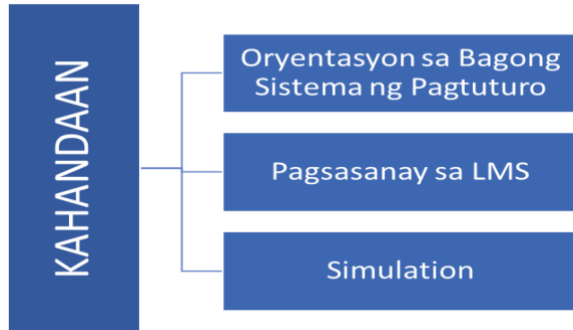 KAHANDAAN
Oryentasyon sa Bagong
Sistema ng Pagtuturo
Pagsasanay sa LMS
Simulation